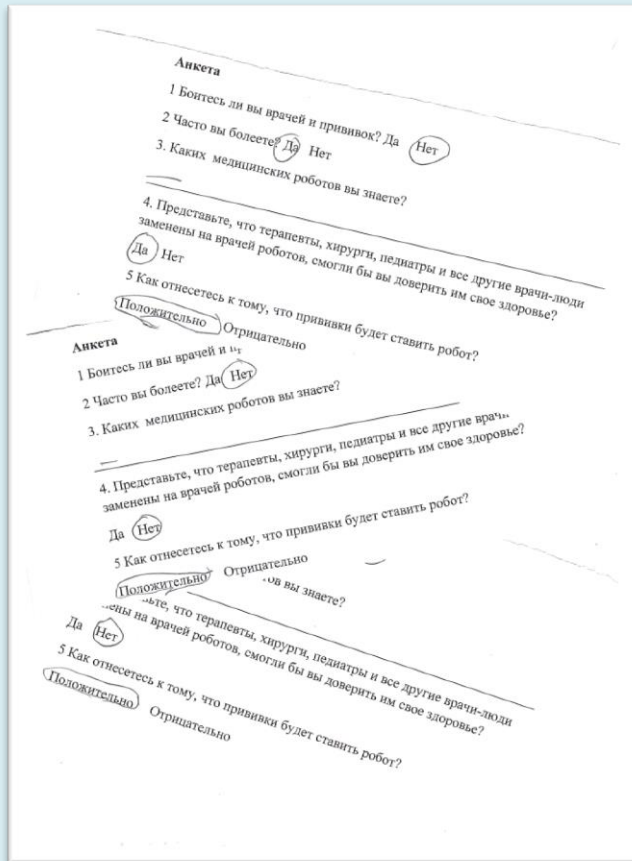 Анкета
1 Боитесь ли вы врачей и прививок? Да Нет
2 Часто вы болеете? Да Нет
3. Каких медицинских роботов вы знаете?
4. Представьте, что терапевты, хирурги, педиатры и все другие врачи-люди
заменены на врачей роботов, смогли бы вы доверить им свое здоровье?
Да Нет
5 Как отнесетесь к тому, что прививки будет ставить робот?
Положительно Отрицательно
Анкета
1 Боитесь ли вы врачей и
2 Часто вы болеете? Да Нет
3. Каких медицинских роботов вы знаете?
4. Представьте, что терапевты, хирурги, педиатры и все другие
заменены на врачей роботов, смогли бы вы доверить им свое здоровье?
Да Нет
5 Как отнесетесь к тому, что прививки будет ставить робот?
Положительно Отрицательно
вы знаете?
что терапевты, хирурги, педиатры и все другие врачи-люди
на врачей роботов, смогли бы вы доверить им свое здоровье?
Да Нет
5 Как отнесетесь к тому, что прививки будет ставить робот?
Положительно Отрицательно